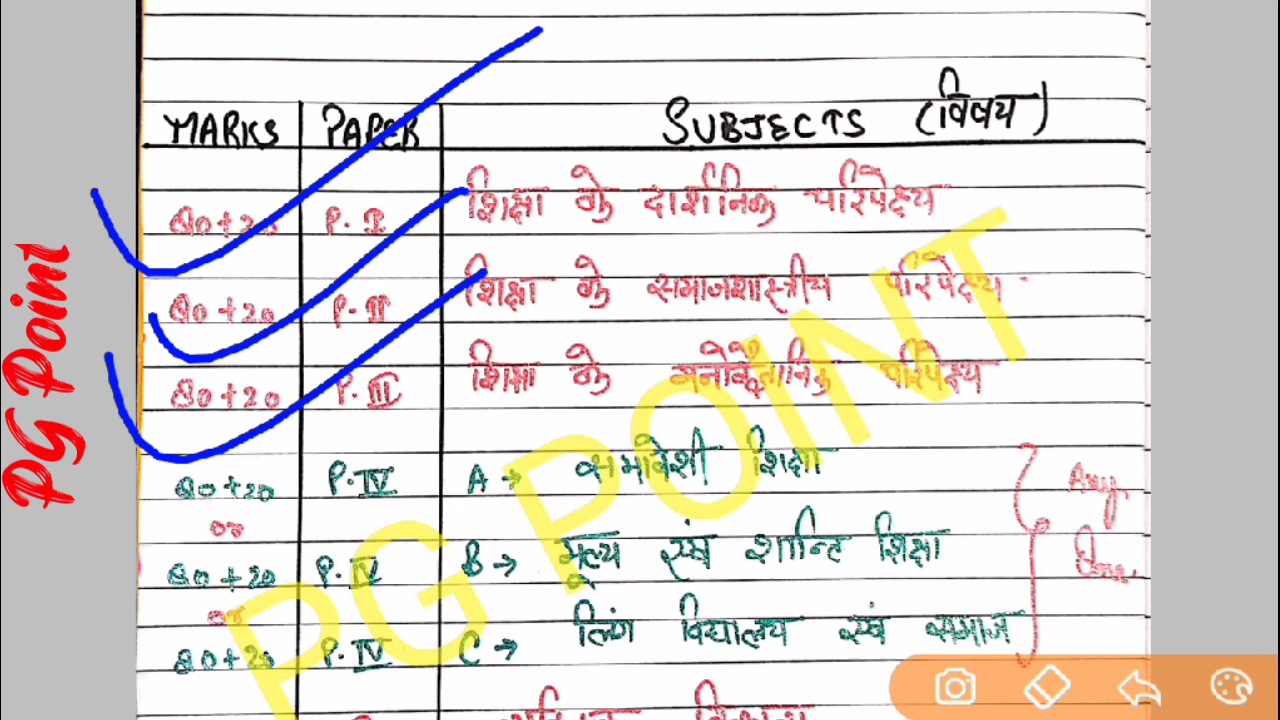 PG Point
MARKS PAPER SUBJECTS (विषय)
80+20 P.I शिक्षा के दार्शनिक परिपेक्ष्य
80+20 P.II शिक्षा के समाजशास्त्रीय परिपेक्ष्य
80+20 P.III शिक्षा के मनोवैज्ञानिक परिपेक्ष्य
80+20 P.IV A → समावेशी शिक्षा
or
80+20 P.IV B → मूल्य एवं शान्ति शिक्षा
or
80+20 P.IV C → लिंग विद्यालय एवं समाज
Any
One
PG POINT